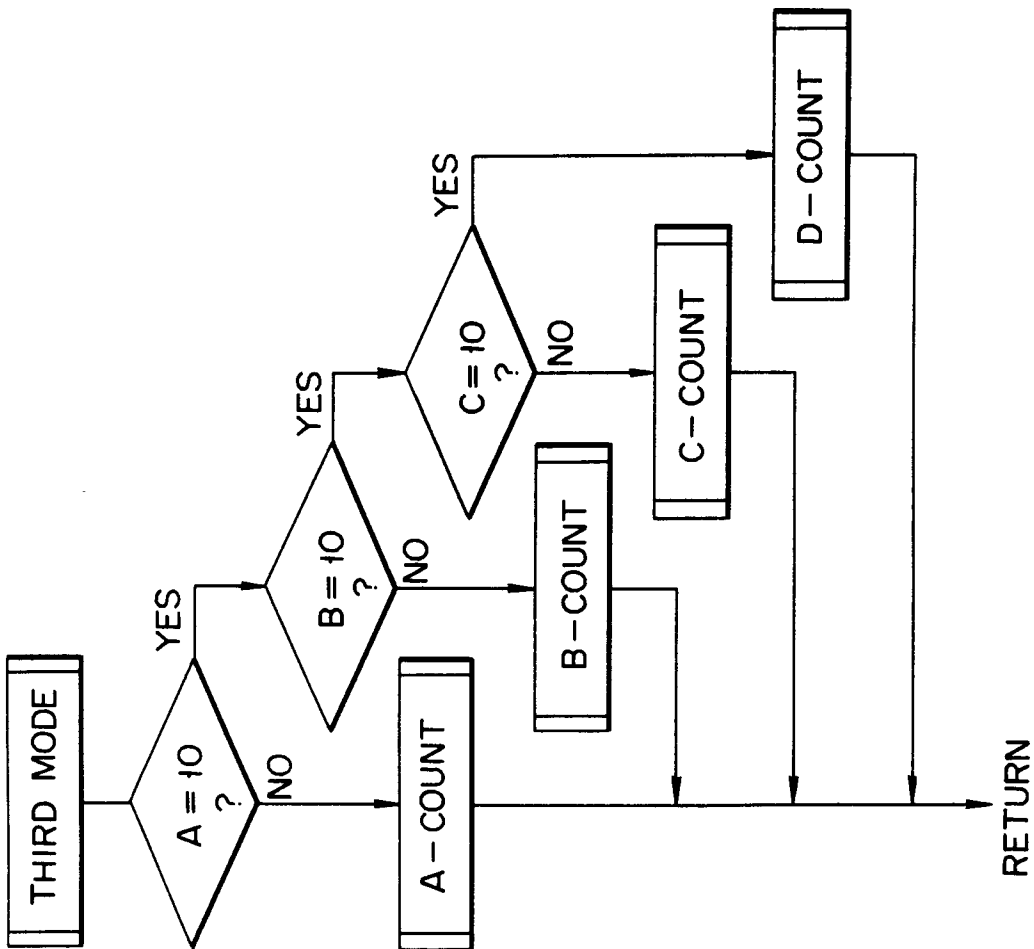 THIRD MODE
A = 10
?
YES
NO
B = 10
?
YES
NO
C = 10
?
YES
NO
A-COUNT
B-COUNT
C-COUNT
D-COUNT
RETURN